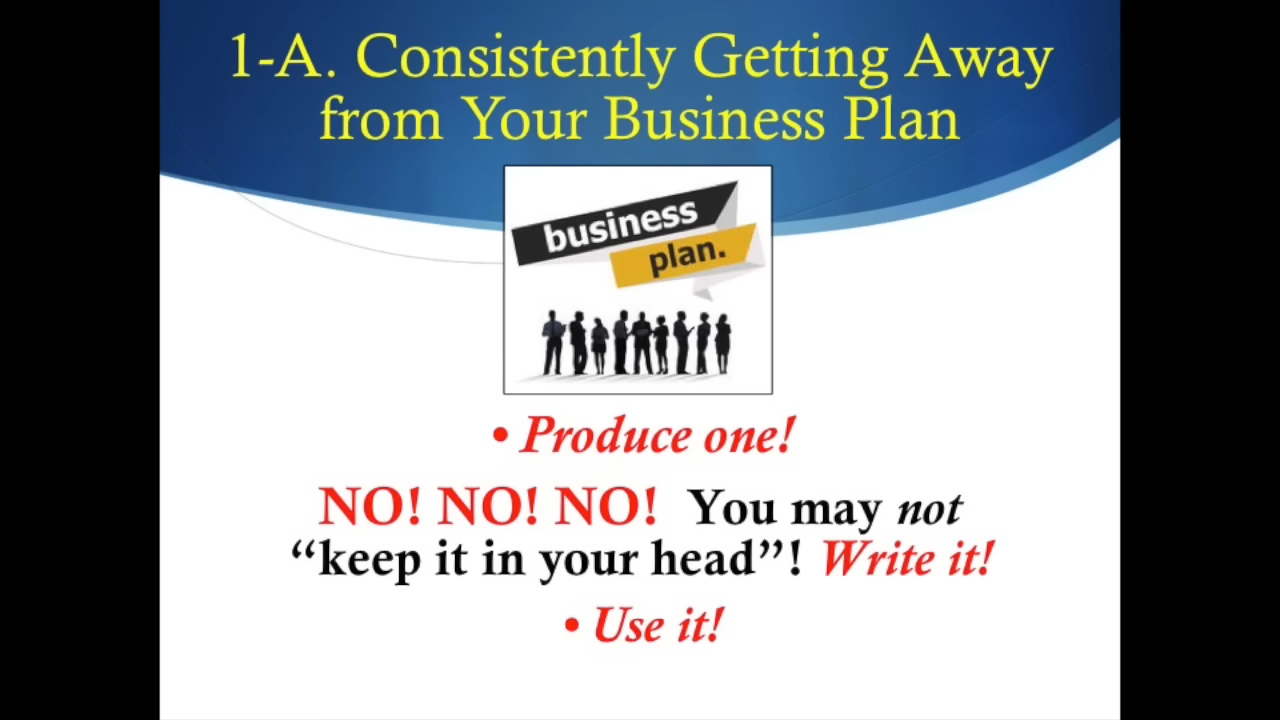 1-A. Consistently Getting Away
from Your Business Plan
business
plan.
• Produce one!
NO! NO! NO! You may not
“keep it in your head”! Write it!
• Use it!